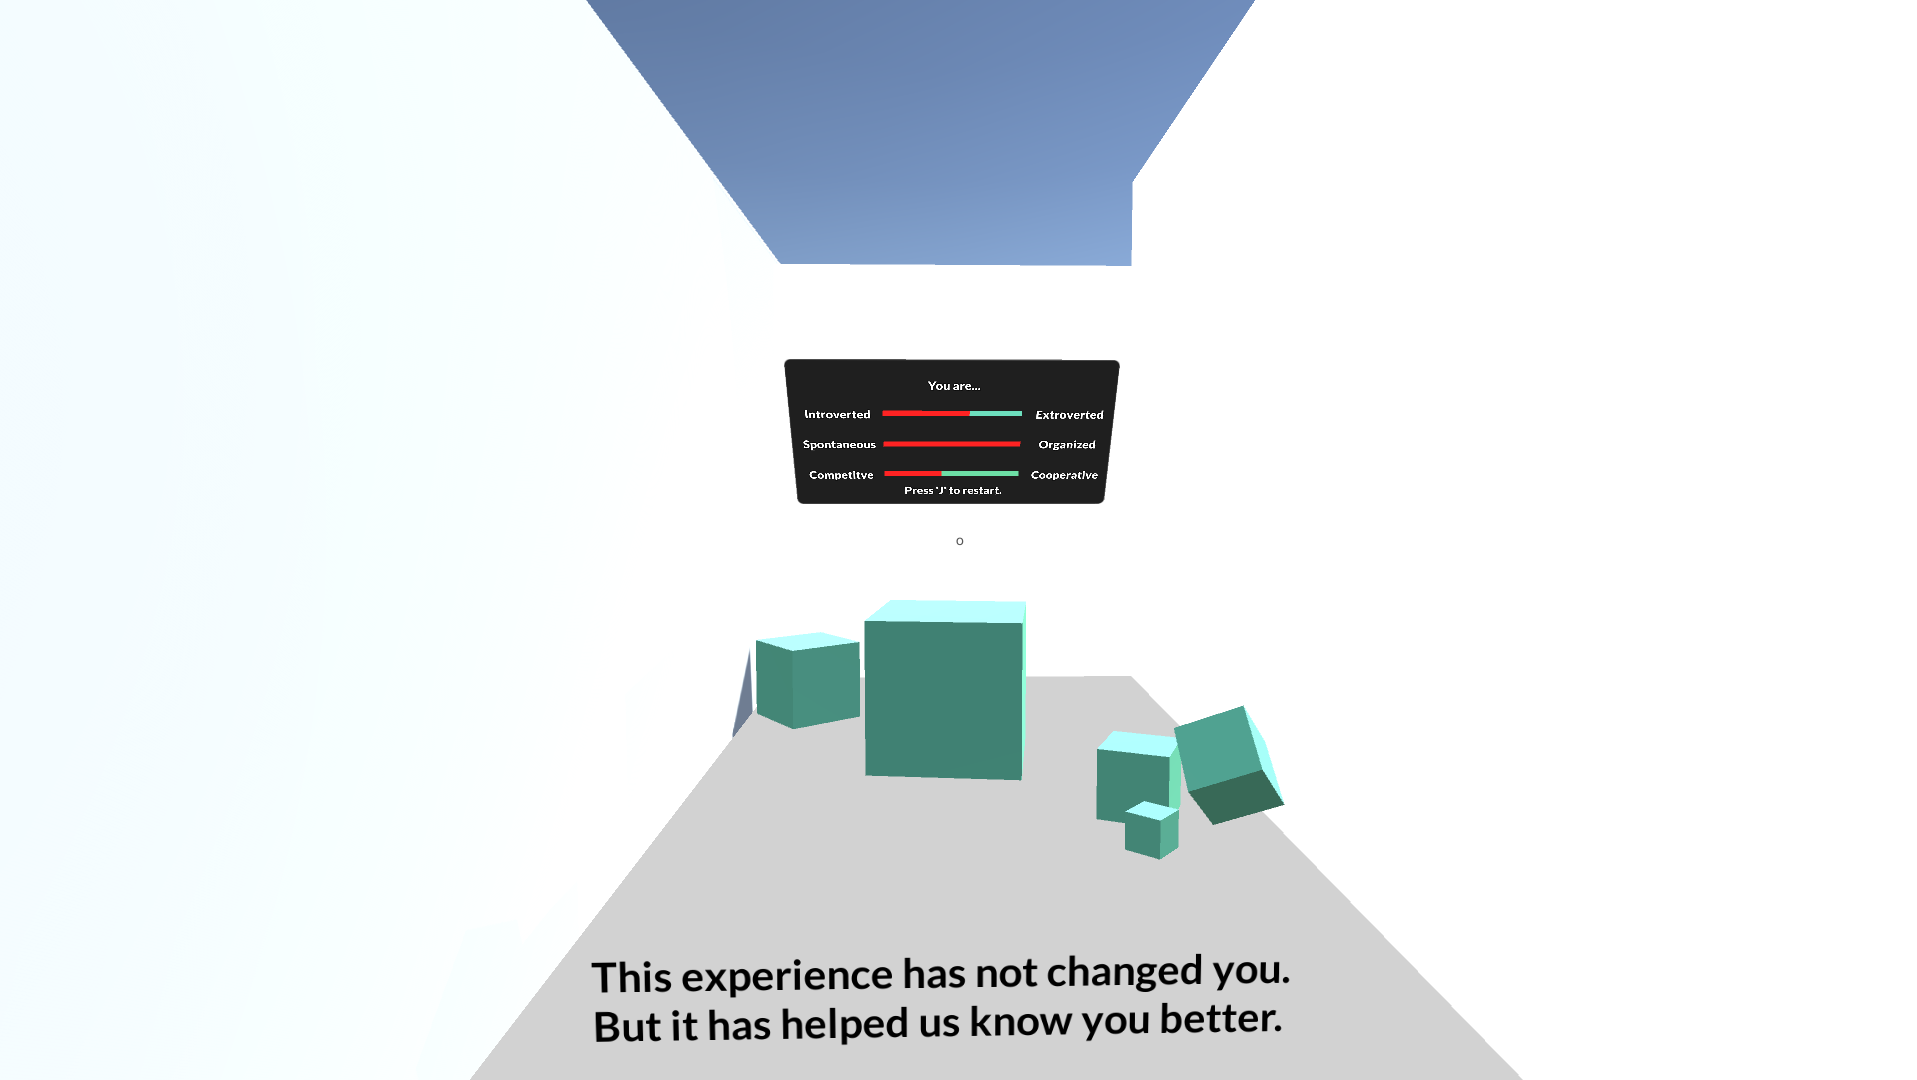 You are...
Introverted Extroverted
Spontaneous Organized
Competitve Cooperative
Press 'J' to restart.
This experience has not changed you.
But it has helped us know you better.